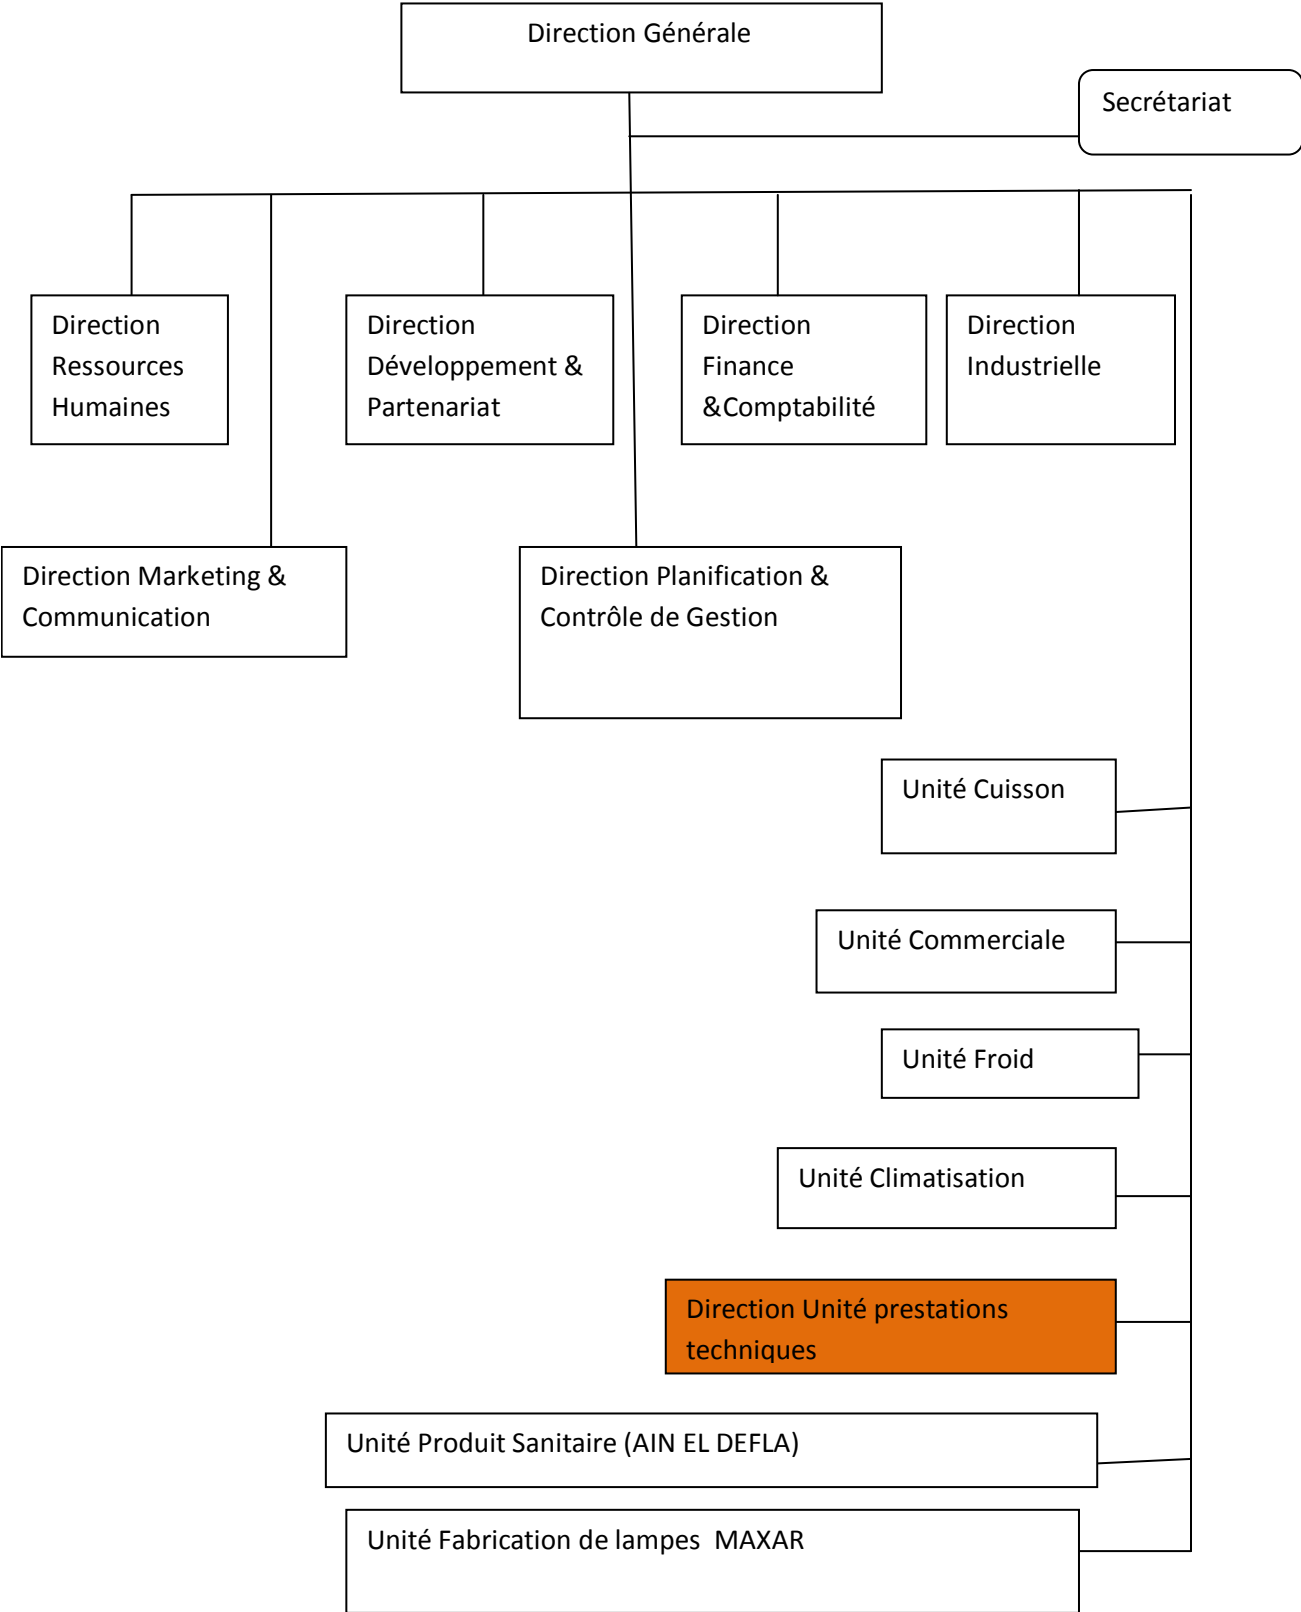 Direction Générale
Secrétariat
Direction
Ressources
Humaines
Direction
Développement &
Partenariat
Direction
Finance
&Comptabilité
Direction
Industrielle
Direction Marketing &
Communication
Direction Planification &
Contrôle de Gestion
Unité Cuisson
Unité Commerciale
Unité Froid
Unité Climatisation
Direction Unité prestations
techniques
Unité Produit Sanitaire (AIN EL DEFLA)
Unité Fabrication de lampes  MAXAR